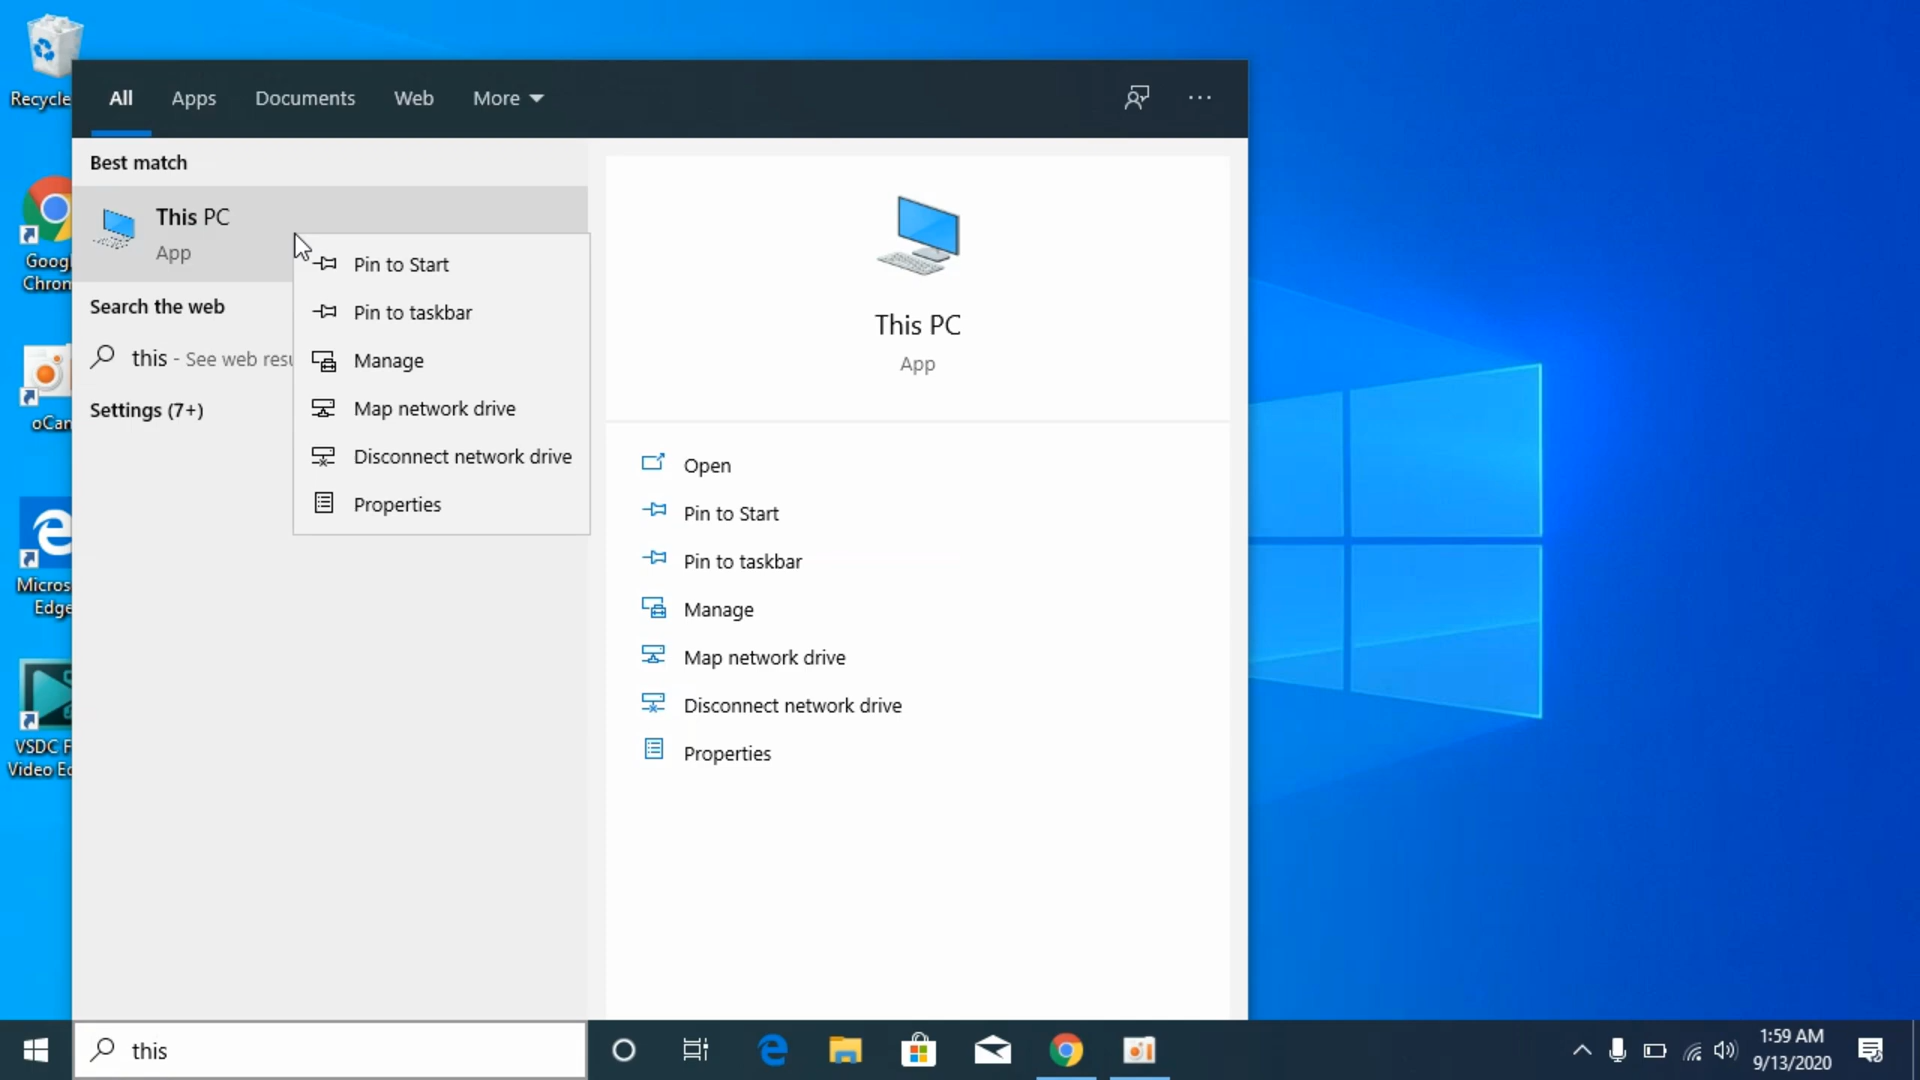 Recycle
All
Apps
Documents
Web
More
Best match
This PC
App
Search the web
this - See web resu
Settings (7+)
Pin to Start
Pin to taskbar
Manage
Map network drive
Disconnect network drive
Properties
This PC
App
Open
Pin to Start
Pin to taskbar
Manage
Map network drive
Disconnect network drive
Properties
Goog
Chron
oCan
Micros
Edge
VSDC F
Video Ed
this
1:59 AM
9/13/2020